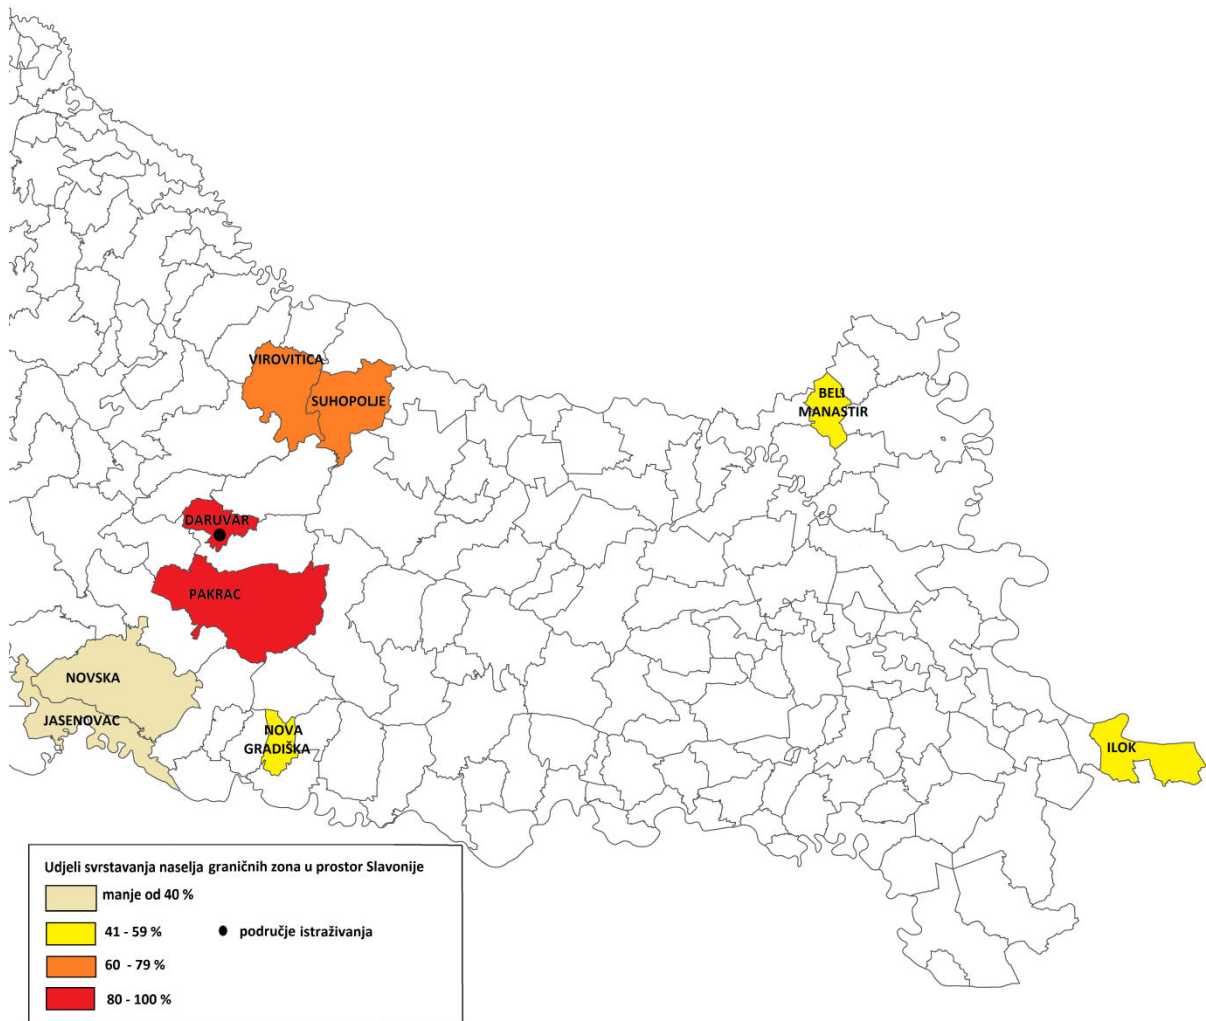 VIROVITICA
SUHOPOLJE
BELI
MANASTIR
DARUVAR
PAKRAC
NOVSKA
JASENOVAC
NOVA
GRADIŠKA
ILOK
Udjeli svrstavanja naselja graničnih zona u prostor Slavonije
manje od 40 %
41 - 59 %
područje istraživanja
60 - 79 %
80 - 100 %